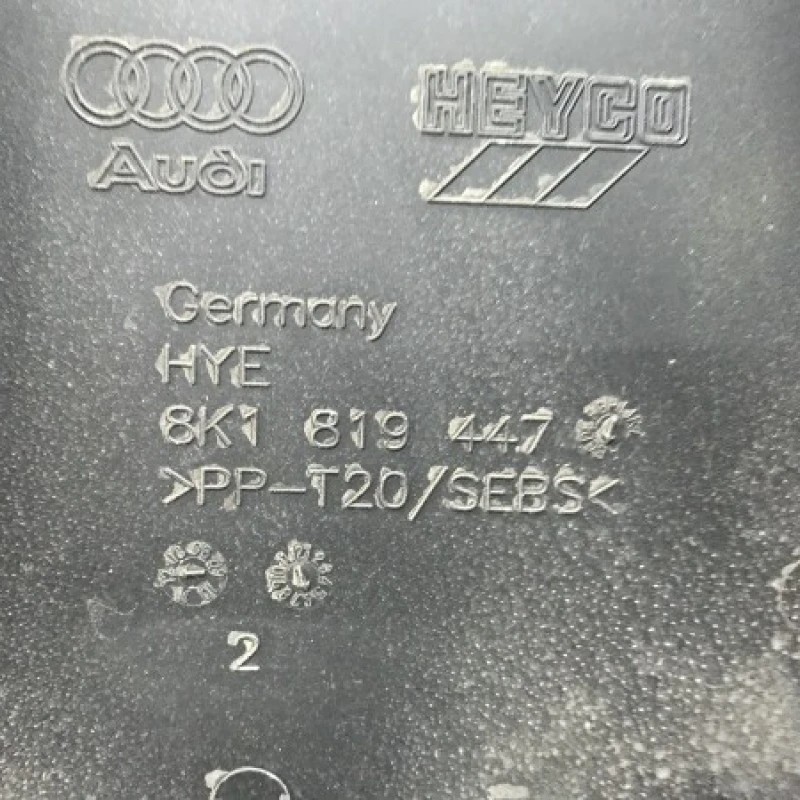 Audi HEYCO
Germany
HYE
8K1 819 447
>PP-T20/SEBS<
2